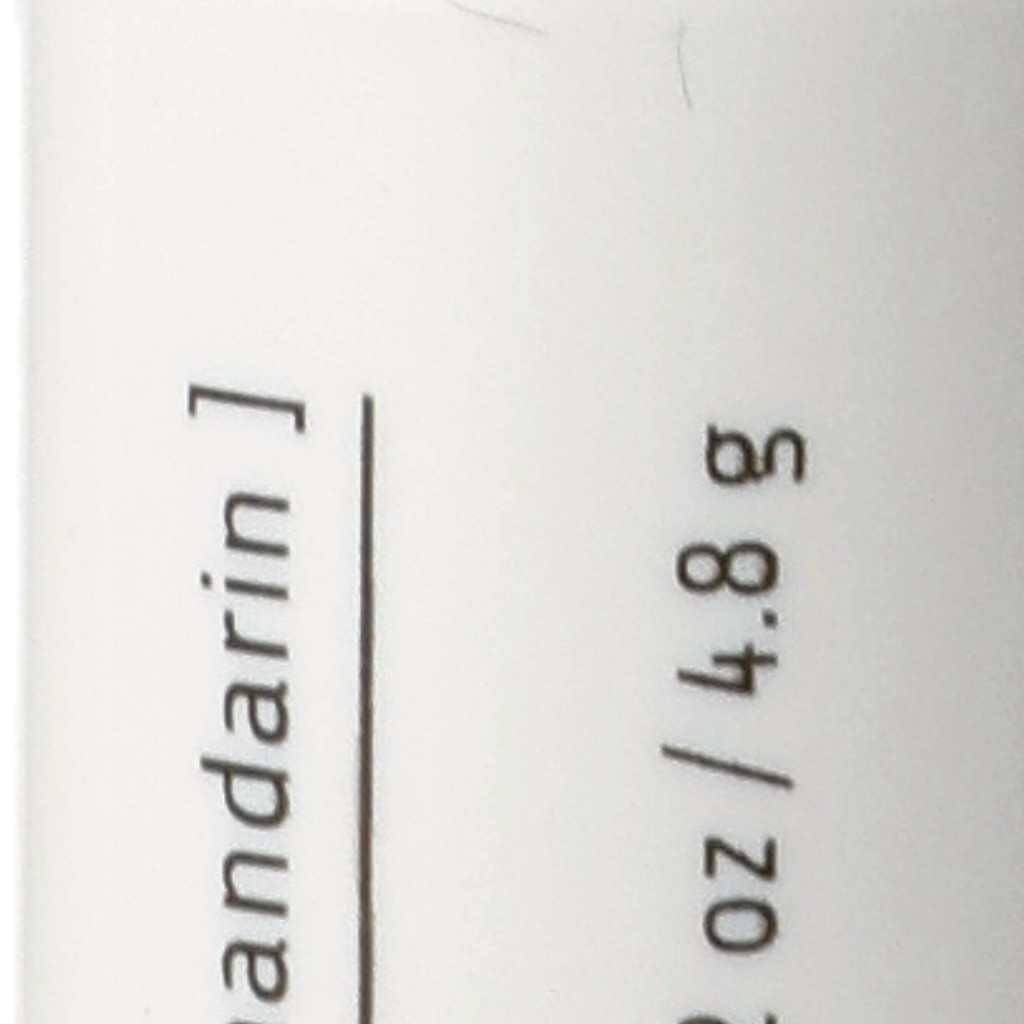 andarin ]
oz / 4.8 g